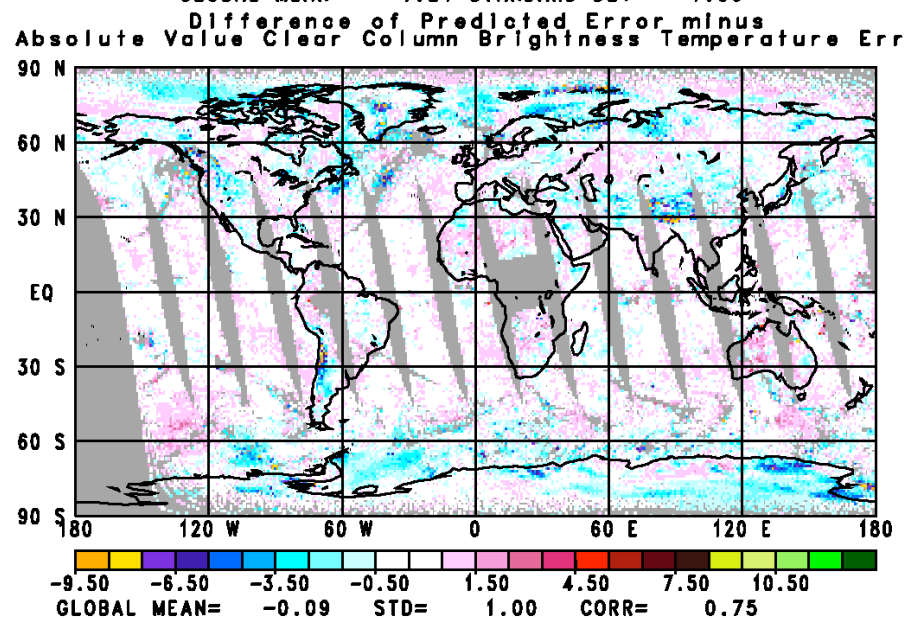 Difference of Predicted Error minus
Absolute Value Clear Column Brightness Temperature Err
90 N
60 N
30 N
EQ
30 S
60 S
90 S
180 120 W 60 W 0 60 E 120 E 180
-9.50 -6.50 -3.50 -0.50 1.50 4.50 7.50 10.50
GLOBAL MEAN= -0.09 STD= 1.00 CORR= 0.75